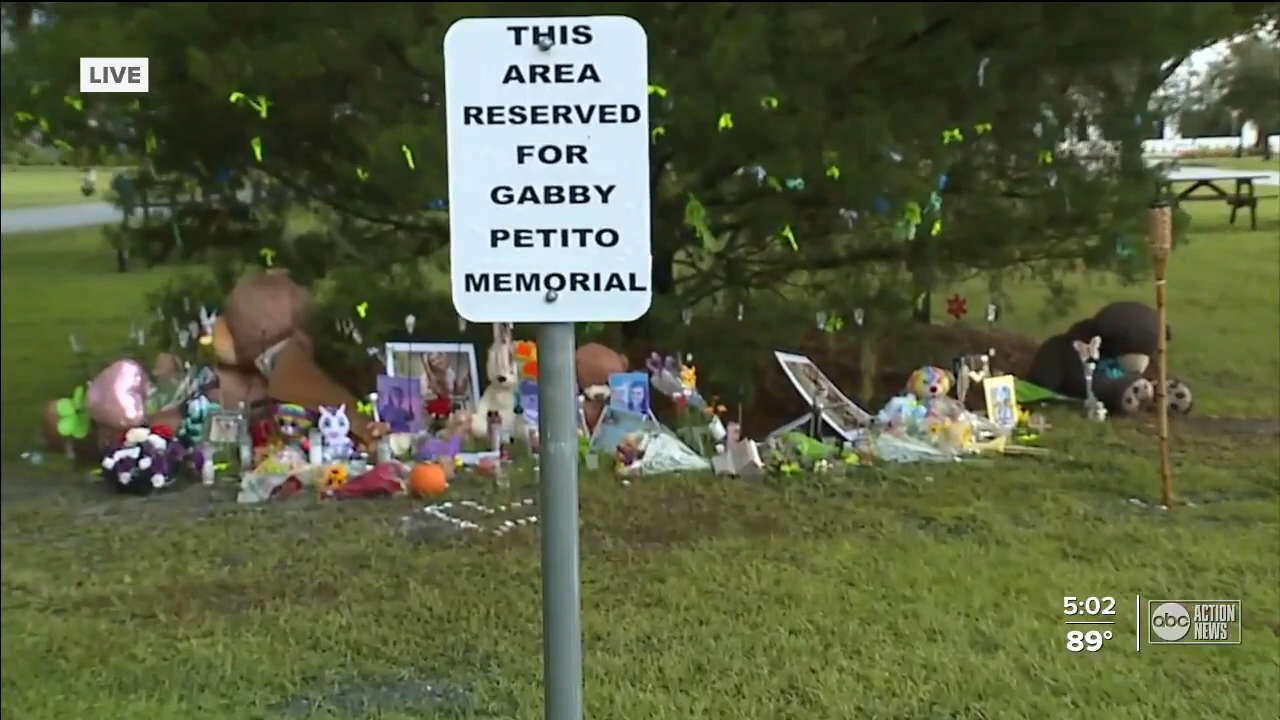 LIVE
THIS
AREA
RESERVED
FOR
GABBY
PETITO
MEMORIAL
5:02
89°
abc
ACTION
NEWS